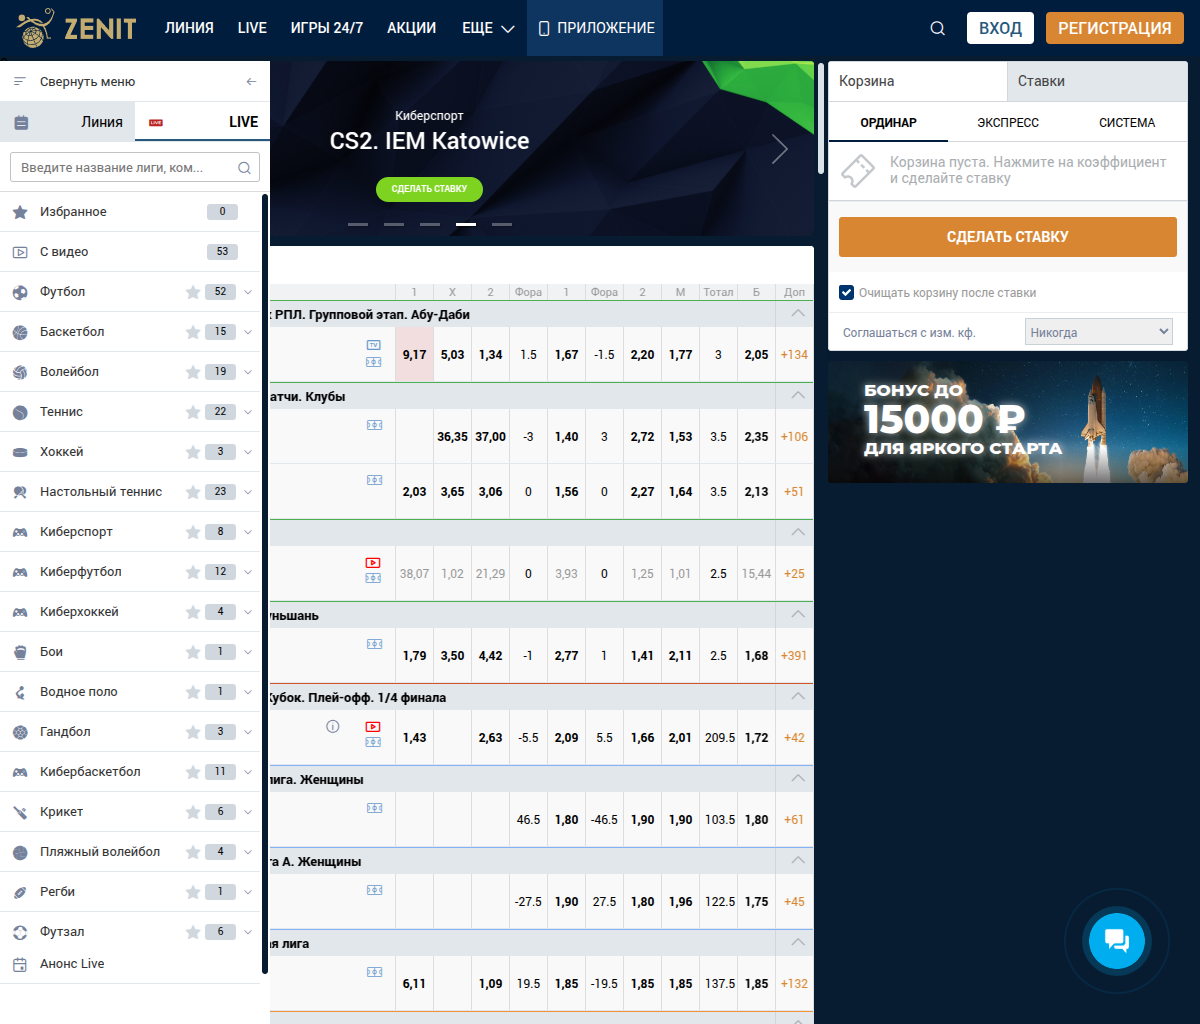 ZENIT ЛИНИЯ LIVE ИГРЫ 24/7 АКЦИИ ЕЩЕ ПРИЛОЖЕНИЕ ВХОД РЕГИСТРАЦИЯ
Свернуть меню
Линия LIVE
Введите название лиги, ком...
Избранное 0
С видео 53
Футбол 52
Баскетбол 15
Волейбол 19
Теннис 22
Хоккей 3
Настольный теннис 23
Киберспорт 8
Киберфутбол 12
Киберхоккей 4
Бои 1
Водное поло 1
Гандбол 3
Кибербаскетбол 11
Крикет 6
Пляжный волейбол 4
Регби 1
Футзал 6
Анонс Live
Киберспорт
CS2. IEM Katowice
СДЕЛАТЬ СТАВКУ
1 X 2 Фора 1 Фора 2 М Тотал Б Доп
РПЛ. Групповой этап. Абу-Даби
TV
9,17 5,03 1,34 1.5 1,67 -1.5 2,20 1,77 3 2,05 +134
атчи. Клубы
36,35 37,00 -3 1,40 3 2,72 1,53 3.5 2,35 +106
2,03 3,65 3,06 0 1,56 0 2,27 1,64 3.5 2,13 +51
38,07 1,02 21,29 0 3,93 0 1,25 1,01 2.5 15,44 +25
уньшань
1,79 3,50 4,42 -1 2,77 1 1,41 2,11 2.5 1,68 +391
Кубок. Плей-офф. 1/4 финала
1,43 2,63 -5.5 2,09 5.5 1,66 2,01 209.5 1,72 +42
лига. Женщины
46.5 1,80 -46.5 1,90 1,90 103.5 1,80 +61
га А. Женщины
-27.5 1,90 27.5 1,80 1,96 122.5 1,75 +45
ая лига
6,11 1,09 19.5 1,85 -19.5 1,85 1,85 137.5 1,85 +132
Корзина Ставки
ОРДИНАР ЭКСПРЕСС СИСТЕМА
Корзина пуста. Нажмите на коэффициент
и сделайте ставку
СДЕЛАТЬ СТАВКУ
Очищать корзину после ставки
Соглашаться с изм. кф. Никогда
БОНУС ДО
15000 ₽
ДЛЯ ЯРКОГО СТАРТА